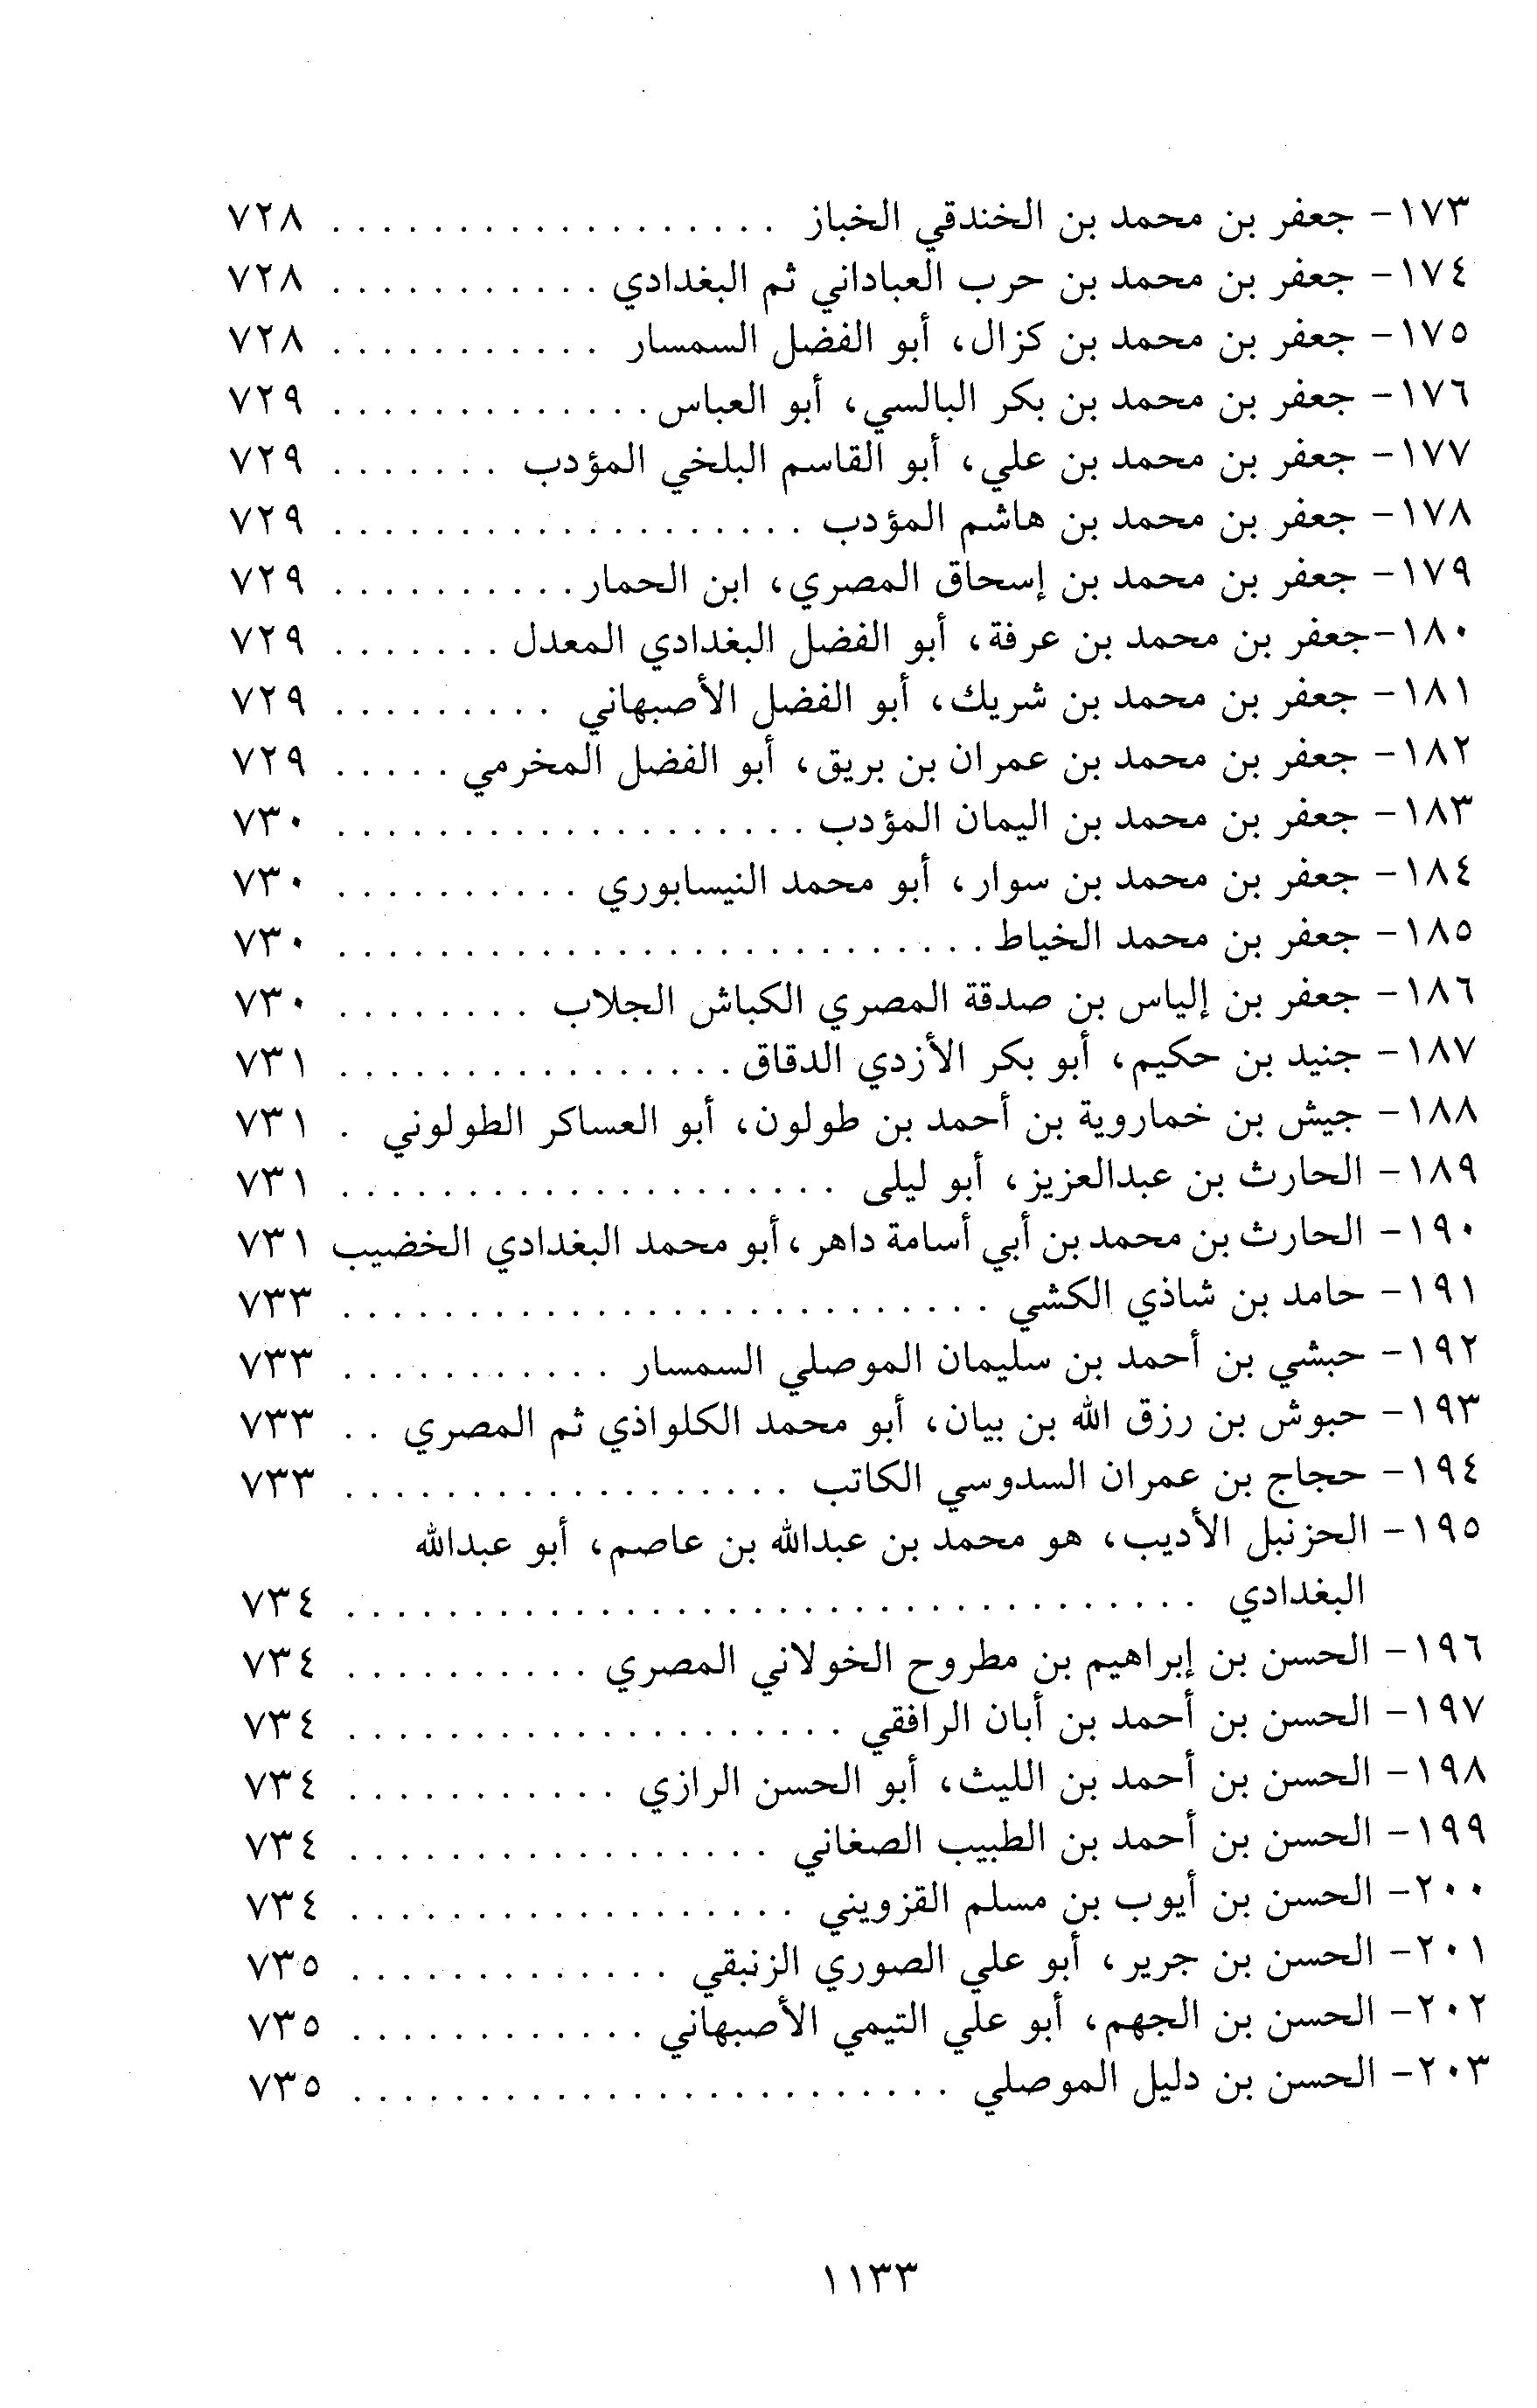 ١٧٣- جعفر بن محمد بن الخندقي الخباز . . . . . . . . . . . . . . . . . . ٧٢٨
١٧٤- جعفر بن محمد بن حرب العباداني ثم البغدادي . . . . . . . . . . . ٧٢٨
١٧٥- جعفر بن محمد بن كزال، أبو الفضل السمسار . . . . . . . . . . . ٧٢٨
١٧٦- جعفر بن محمد بن بكر البالسي، أبو العباس . . . . . . . . . . . . . ٧٢٩
١٧٧- جعفر بن محمد بن علي، أبو القاسم البلخي المؤدب . . . . . . . ٧٢٩
١٧٨- جعفر بن محمد بن هاشم المؤدب . . . . . . . . . . . . . . . . . . . ٧٢٩
١٧٩- جعفر بن محمد بن إسحاق المصري، ابن الحمار . . . . . . . . . . ٧٢٩
١٨٠-جعفر بن محمد بن عرفة، أبو الفضل البغدادي المعدل . . . . . . . ٧٢٩
١٨١- جعفر بن محمد بن شريك، أبو الفضل الأصبهاني . . . . . . . . . ٧٢٩
١٨٢- جعفر بن محمد بن عمران بن بريق، أبو الفضل المخرمي . . . . . ٧٢٩
١٨٣- جعفر بن محمد بن اليمان المؤدب . . . . . . . . . . . . . . . . . . . ٧٣٠
١٨٤- جعفر بن محمد بن سوار، أبو محمد النيسابوري . . . . . . . . . . ٧٣٠
١٨٥- جعفر بن محمد الخياط . . . . . . . . . . . . . . . . . . . . . . . . . . ٧٣٠
١٨٦- جعفر بن إلياس بن صدقة المصري الكباش الجلاب . . . . . . . . ٧٣٠
١٨٧- جنيد بن حكيم، أبو بكر الأزدي الدقاق . . . . . . . . . . . . . . . . ٧٣١
١٨٨- جيش بن خماروية بن أحمد بن طولون، أبو العساكر الطولوني . ٧٣١
١٨٩- الحارث بن عبدالعزيز، أبو ليلى . . . . . . . . . . . . . . . . . . . . ٧٣١
١٩٠- الحارث بن محمد بن أبي أسامة داهر، أبو محمد البغدادي الخضيب ٧٣١
١٩١- حامد بن شاذي الكشي . . . . . . . . . . . . . . . . . . . . . . . . . . ٧٣٣
١٩٢- حبشي بن أحمد بن سليمان الموصلي السمسار . . . . . . . . . . . ٧٣٣
١٩٣- حبوش بن رزق الله بن بيان، أبو محمد الكلواذي ثم المصري . . ٧٣٣
١٩٤- حجاج بن عمران السدوسي الكاتب . . . . . . . . . . . . . . . . . . ٧٣٣
١٩٥- الحزنبل الأديب، هو محمد بن عبدالله بن عاصم، أبو عبدالله
البغدادي . . . . . . . . . . . . . . . . . . . . . . . . . . . . . . . . . . ٧٣٤
١٩٦- الحسن بن إبراهيم بن مطروح الخولاني المصري . . . . . . . . . . ٧٣٤
١٩٧- الحسن بن أحمد بن أبان الرافقي . . . . . . . . . . . . . . . . . . . . ٧٣٤
١٩٨- الحسن بن أحمد بن الليث، أبو الحسن الرازي . . . . . . . . . . . ٧٣٤
١٩٩- الحسن بن أحمد بن الطبيب الصغاني . . . . . . . . . . . . . . . . . ٧٣٤
٢٠٠- الحسن بن أيوب بن مسلم القزويني . . . . . . . . . . . . . . . . . . ٧٣٤
٢٠١- الحسن بن جرير، أبو علي الصوري الزنبقي . . . . . . . . . . . . . ٧٣٥
٢٠٢- الحسن بن الجهم، أبو علي التيمي الأصبهاني . . . . . . . . . . . . ٧٣٥
٢٠٣- الحسن بن دليل الموصلي . . . . . . . . . . . . . . . . . . . . . . . . ٧٣٥
١١٣٣